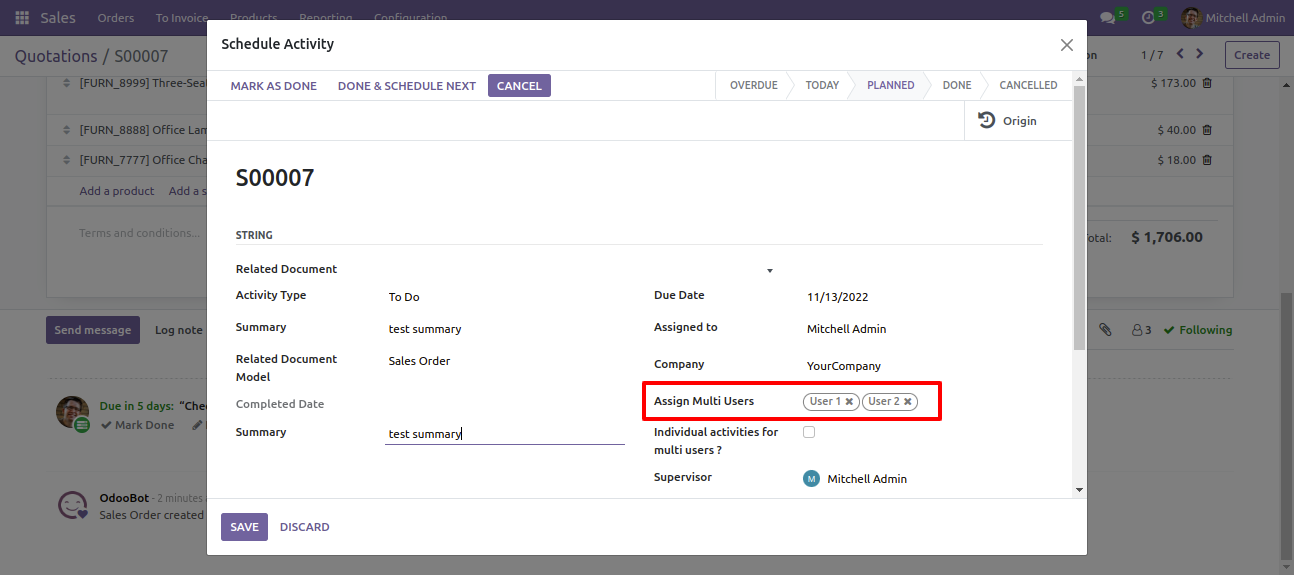 Sales Orders To Invoice Products Reporting Configuration 5 3 Mitchell Admin
Schedule Activity
Quotations / S00007
1 / 7 Create
MARK AS DONE DONE & SCHEDULE NEXT CANCEL OVERDUE TODAY PLANNED DONE CANCELLED
[FURN_8999] Three-Sea $ 173.00
Origin
[FURN_8888] Office Lam $ 40.00
[FURN_7777] Office Cha $ 18.00
S00007
Add a product Add a s
Terms and conditions...
STRING
otal: $ 1,706.00
Related Document
Activity Type To Do Due Date 11/13/2022
Summary test summary Assigned to Mitchell Admin
Send message Log note 3 Following
Related Document
Model
Sales Order Company YourCompany
Completed Date Assign Multi Users User 1 User 2
Due in 5 days: “Chec
Mark Done
Summary test summary Individual activities for
multi users ?
Supervisor M Mitchell Admin
OdooBot - 2 minutes a
Sales Order created
SAVE DISCARD